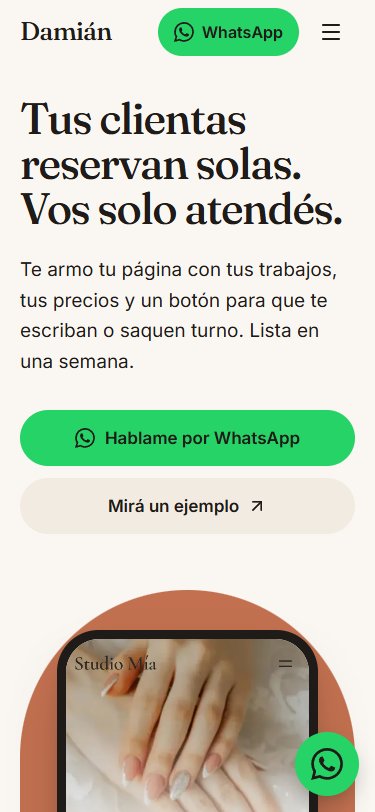 Damián
WhatsApp
Tus clientas
reservan solas.
Vos solo atendés.
Te armo tu página con tus trabajos,
tus precios y un botón para que te
escriban o saquen turno. Lista en
una semana.
Hablame por WhatsApp
Mirá un ejemplo
Studio Mía